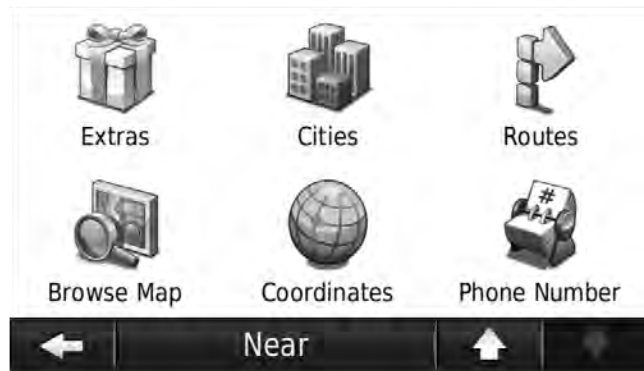 Extras Cities Routes
#
Browse Map Coordinates Phone Number
Near